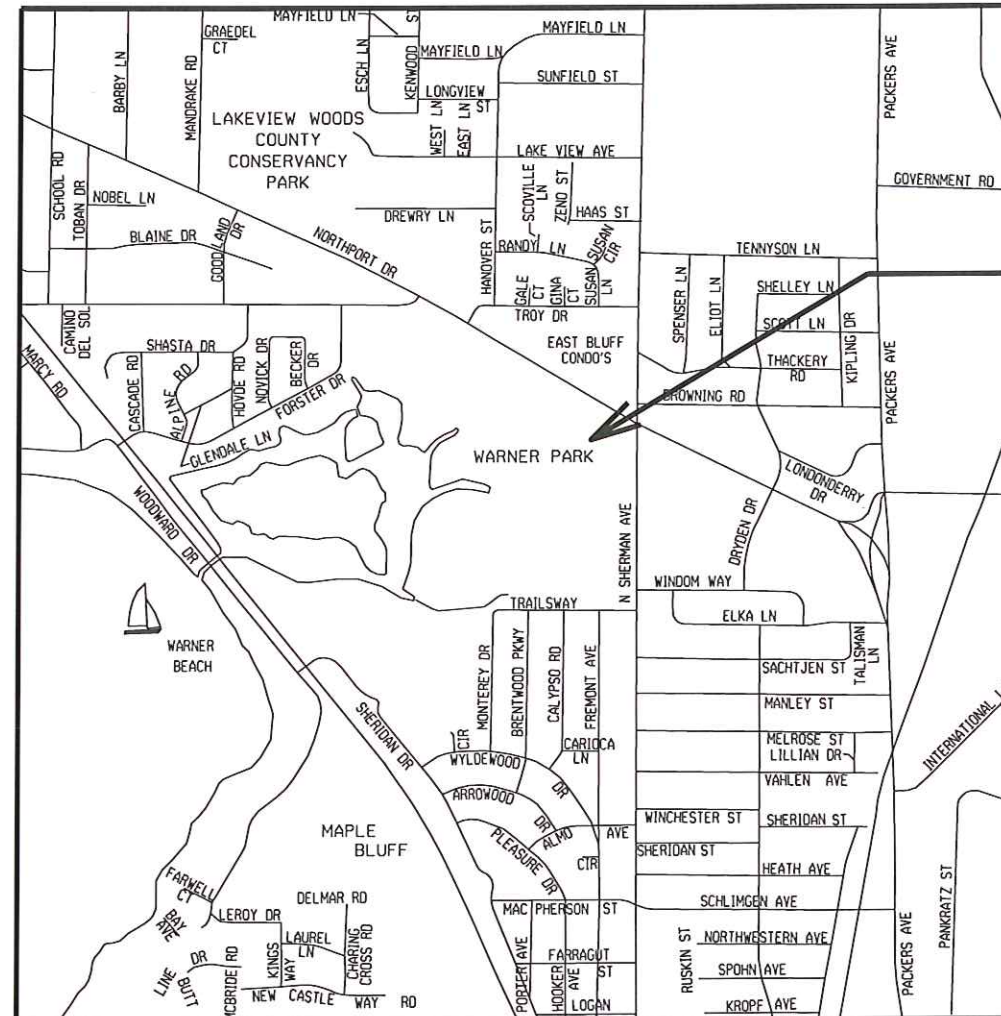 MAYFIELD LN
GRAEDEL
CT
BARBY LN
MANDRAKE RD
ESCH LN
KENWOOD
ST
MAYFIELD LN
MAYFIELD LN
SUNFIELD ST
LONGVIEW
ST
WEST LN
EAST LN
PACKERS AVE
LAKEVIEW WOODS
COUNTY
CONSERVANCY
PARK
LAKE VIEW AVE
GOVERNMENT RD
SCHOOL RD
TOBAN DR
NOBEL LN
BLAINE DR
GOODLAND DR
NORTHPORT DR
DREWRY LN
HANOVER ST
SCOVILLE
LN
ZENO ST
HAAS ST
RANDY LN
SUSAN
CIR
GALE
CT
GINA
CT
SUSAN
LN
TROY DR
TENNYSON LN
SPENSER LN
ELIOT LN
SHELLEY LN
SCOTT LN
THACKERY
RD
KIPLING DR
PACKERS AVE
EAST BLUFF
CONDO'S
BROWNING RD
CAMINO
DEL SOL
MARCY RD
SHASTA DR
CASCADE RD
ALPINE RD
HOVDE RD
NOVICK DR
BECKER
DR
FORSTER DR
GLENDALE LN
WARNER PARK
WOODWARD DR
LONDONDERRY
DR
DRYDEN DR
N SHERMAN AVE
WINDOM WAY
TRAILSWAY
ELKA LN
WARNER
BEACH
SACHTJEN ST
TALISMAN
LN
MANLEY ST
MONTEREY DR
BRENTWOOD PKWY
CALYPSO RD
FREMONT AVE
SHERIDAN DR
CIR
WYLDEWOOD DR
CARIOCA
LN
MELROSE ST
LILLIAN DR
VAHLEN AVE
INTERNATIONAL
ARROWOOD DR
ALMO AVE
CIR
PLEASURE DR
WINCHESTER ST
SHERIDAN ST
SHERIDAN ST
HEATH AVE
MAPLE
BLUFF
FARWELL
CT
BAY
AVE
LEROY DR
DELMAR RD
LAUREL
LN
KINGS
WAY
CHARING
CROSS RD
LINE DR
BUTT
MCBRIDE RD
NEW CASTLE WAY RD
MAC PHERSON ST
SCHLIMGEN AVE
PORTER AVE
FARRAGUT
ST
HOOKER
AVE
LOGAN
RUSKIN ST
NORTHWESTERN AVE
SPOHN AVE
KROPF AVE
PACKERS AVE
PANKRATZ ST